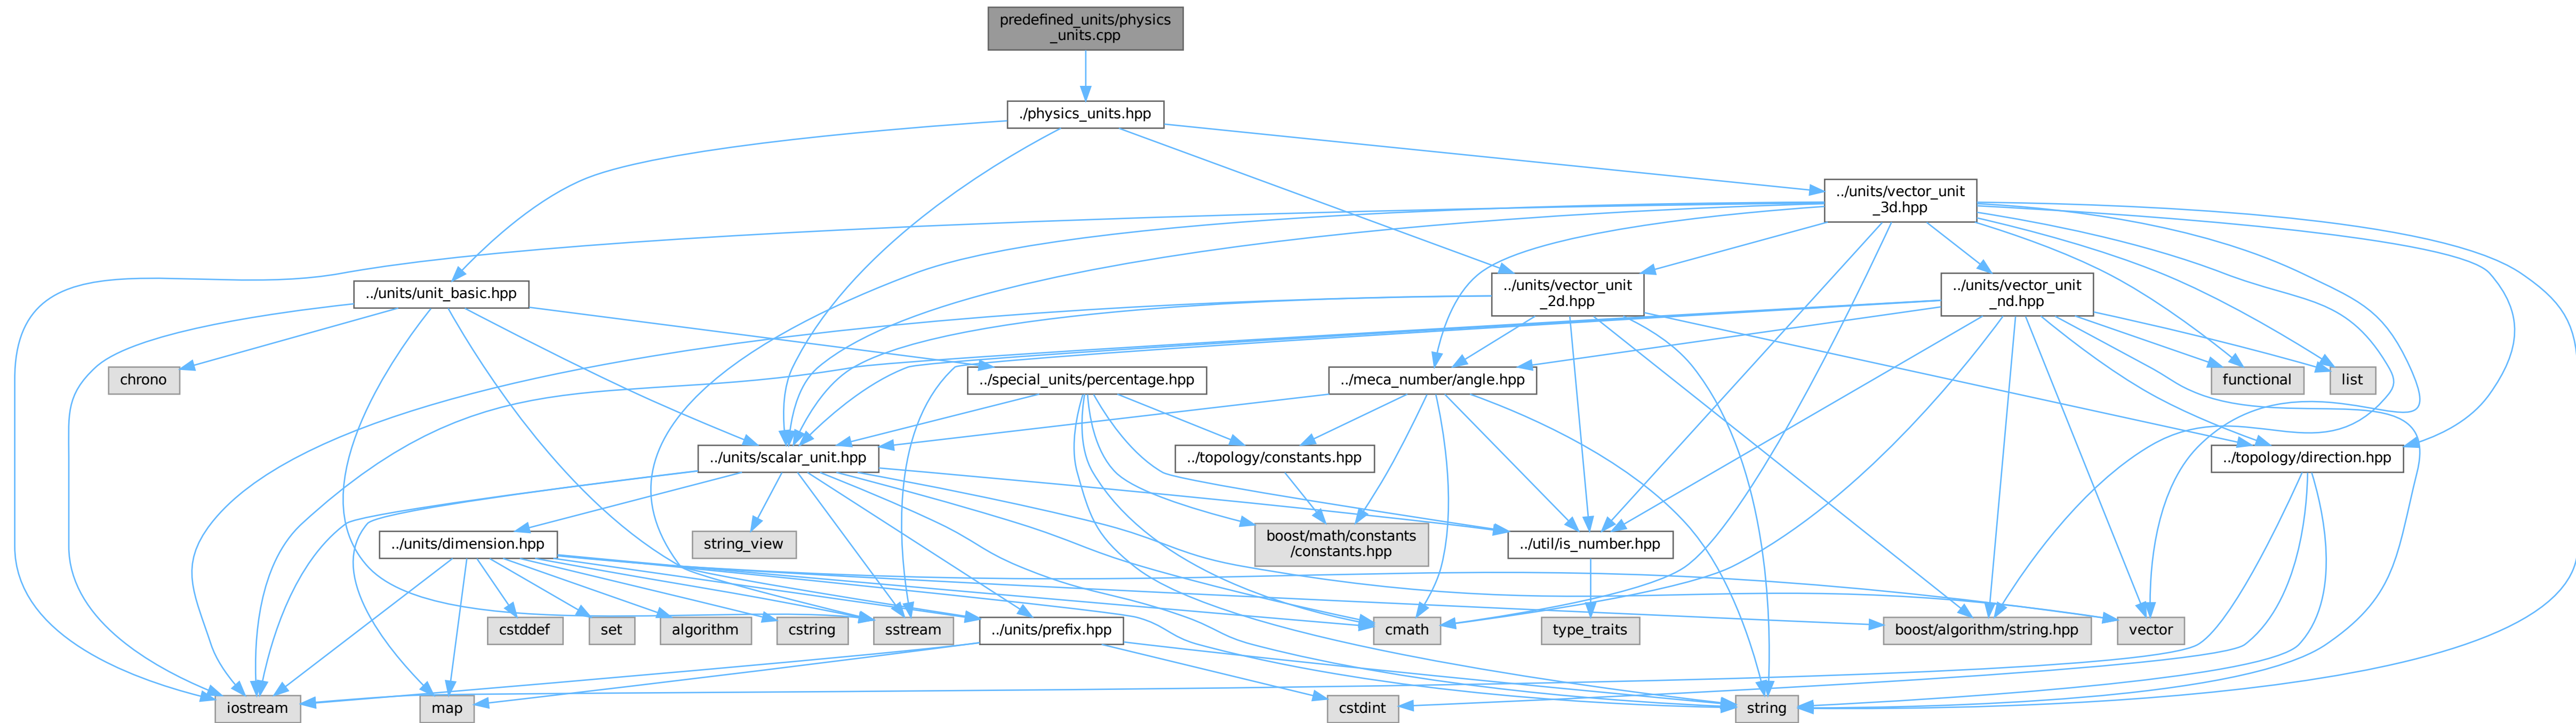 predefined_units/physics
_units.cpp
./physics_units.hpp
../units/vector_unit
_3d.hpp
../units/unit_basic.hpp
../units/vector_unit
_2d.hpp
../units/vector_unit
_nd.hpp
chrono
../special_units/percentage.hpp
../meca_number/angle.hpp
functional
list
../units/scalar_unit.hpp
../topology/constants.hpp
../topology/direction.hpp
../units/dimension.hpp
string_view
boost/math/constants
/constants.hpp
../util/is_number.hpp
cstddef
set
algorithm
cstring
sstream
../units/prefix.hpp
cmath
type_traits
boost/algorithm/string.hpp
vector
iostream
map
cstdint
string